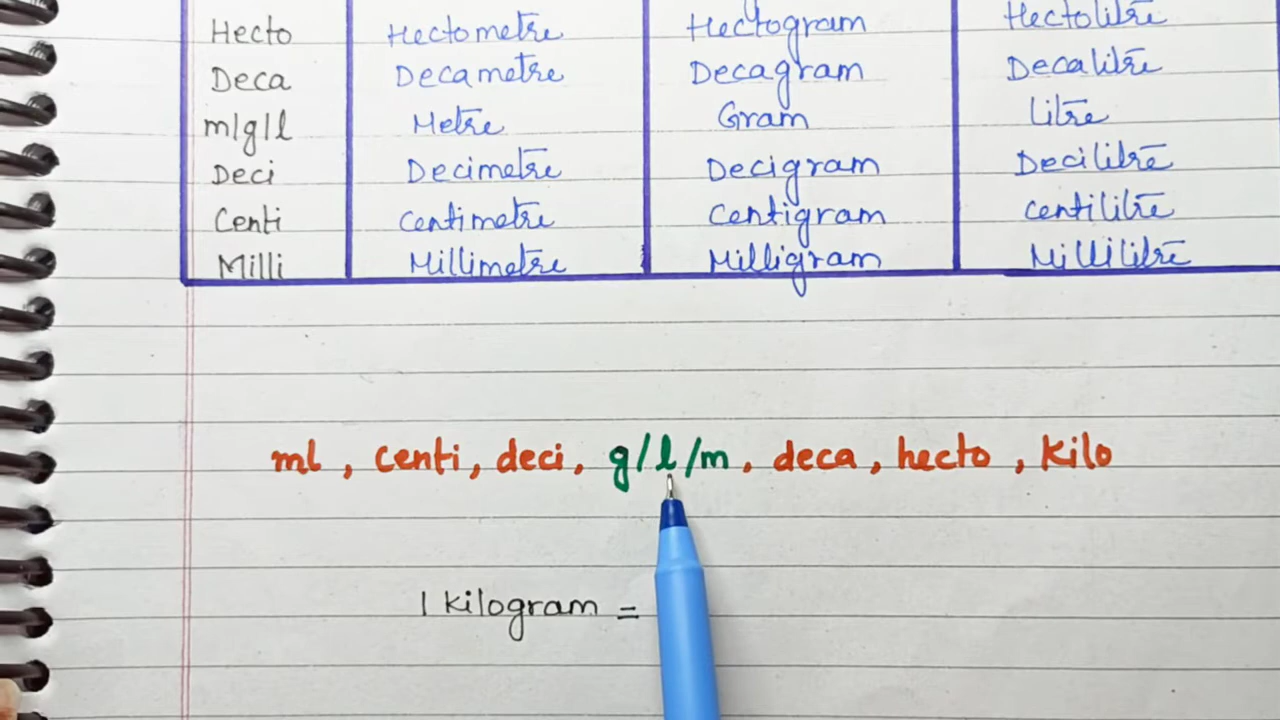 Hecto Hectometre Hectogram Hectolitre
Deca Decametre Decagram Decalitre
m/g/l Metre Gram litre
Deci Decimetre Decigram Decilitre
Centi Centimetre Centigram centilitre
Milli Millimetre Milligram Millilitre
ml, centi, deci, g/l/m, deca, hecto, kilo
1 kilogram =